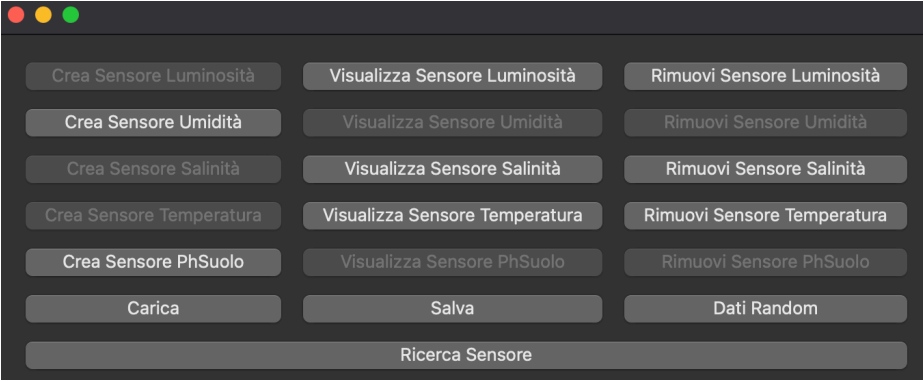 Crea Sensore Luminosità Visualizza Sensore Luminosità Rimuovi Sensore Luminosità
Crea Sensore Umidità Visualizza Sensore Umidità Rimuovi Sensore Umidità
Crea Sensore Salinità Visualizza Sensore Salinità Rimuovi Sensore Salinità
Crea Sensore Temperatura Visualizza Sensore Temperatura Rimuovi Sensore Temperatura
Crea Sensore PhSuolo Visualizza Sensore PhSuolo Rimuovi Sensore PhSuolo
Carica Salva Dati Random
Ricerca Sensore